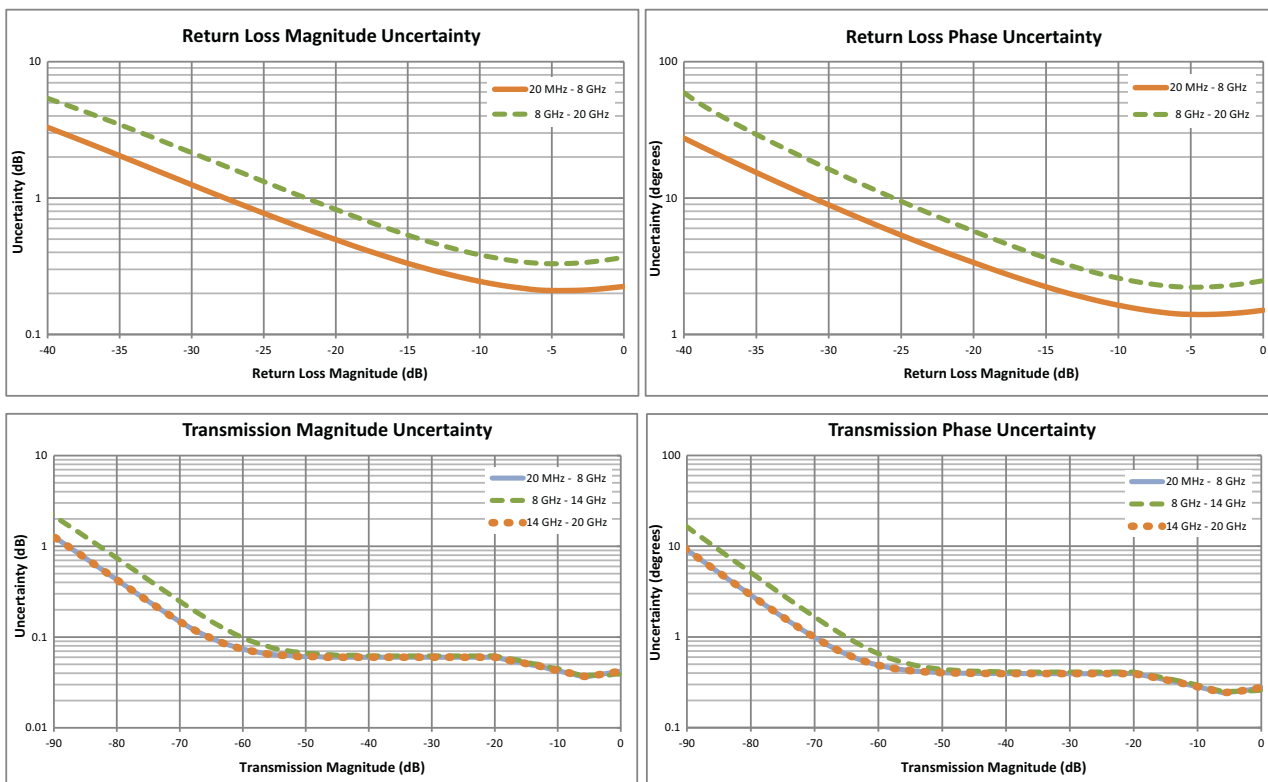 Return Loss Magnitude Uncertainty
10
1
0.1
Uncertainty (dB)
20 MHz - 8 GHz
8 GHz - 20 GHz
-40 -35 -30 -25 -20 -15 -10 -5 0
Return Loss Magnitude (dB)
Return Loss Phase Uncertainty
100
10
1
Uncertainty (degrees)
20 MHz - 8 GHz
8 GHz - 20 GHz
-40 -35 -30 -25 -20 -15 -10 -5 0
Return Loss Magnitude (dB)
Transmission Magnitude Uncertainty
10
1
0.1
0.01
Uncertainty (dB)
20 MHz - 8 GHz
8 GHz - 14 GHz
14 GHz - 20 GHz
-90 -80 -70 -60 -50 -40 -30 -20 -10 0
Transmission Magnitude (dB)
Transmission Phase Uncertainty
100
10
1
0.1
Uncertainty (degrees)
20 MHz - 8 GHz
8 GHz - 14 GHz
14 GHz - 20 GHz
-90 -80 -70 -60 -50 -40 -30 -20 -10 0
Transmission Magnitude (dB)